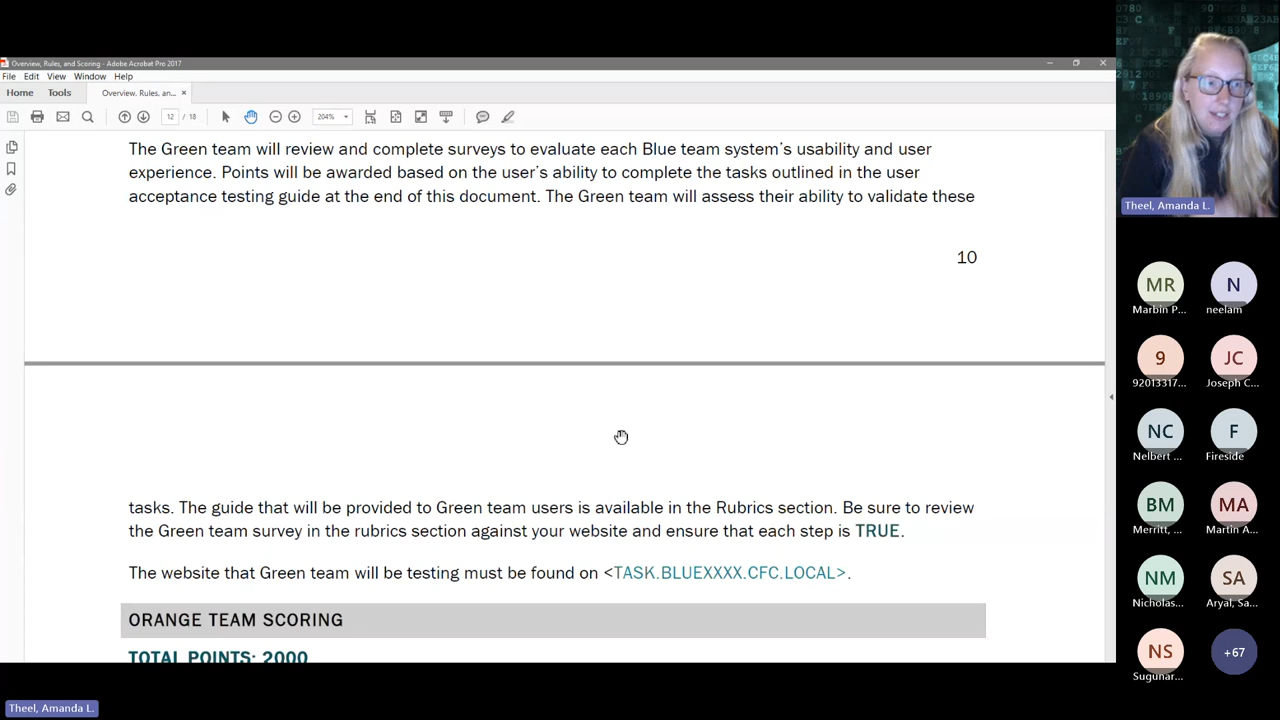 Overview, Rules, and Scoring - Adobe Acrobat Pro 2017
File Edit View Window Help
Home Tools Overview, Rules, an... ×
12 / 18 204%
The Green team will review and complete surveys to evaluate each Blue team system's usability and user
experience. Points will be awarded based on the user's ability to complete the tasks outlined in the user
acceptance testing guide at the end of this document. The Green team will assess their ability to validate these
10
tasks. The guide that will be provided to Green team users is available in the Rubrics section. Be sure to review
the Green team survey in the rubrics section against your website and ensure that each step is TRUE.
The website that Green team will be testing must be found on <TASK.BLUEXXXX.CFC.LOCAL>.
ORANGE TEAM SCORING
TOTAL POINTS: 2000
Theel, Amanda L.
MR N
Marbin P... neelam
9 JC
92013317... Joseph C...
NC F
Nelbert ... Fireside
BM MA
Merritt, ... Martin A...
NM SA
Nicholas... Aryal, Sa...
NS +67
Sugunar...
Theel, Amanda L.